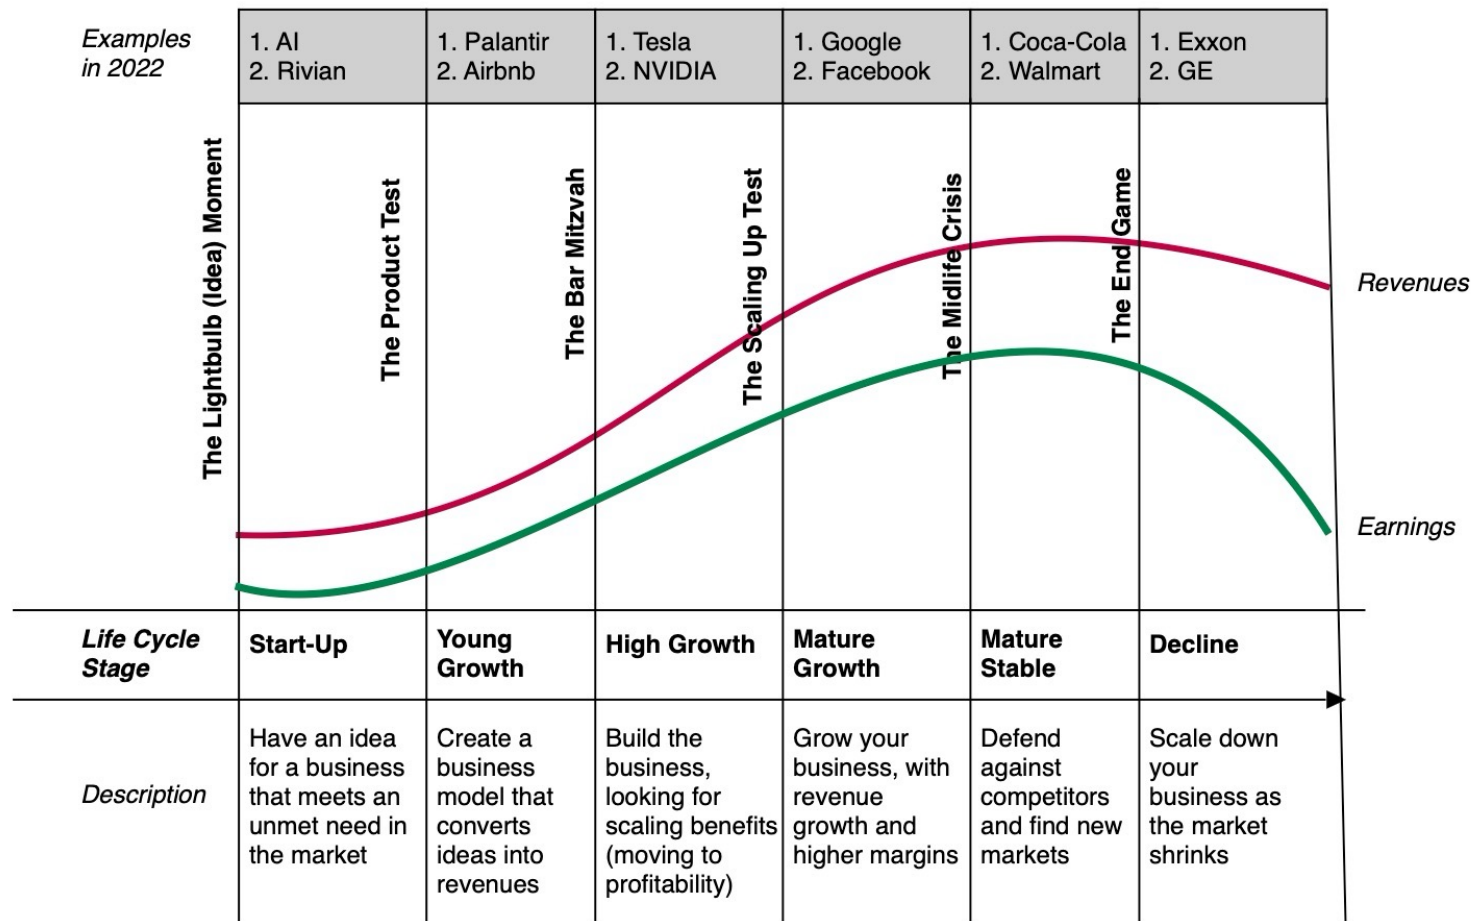 Examples
in 2022
1. AI
2. Rivian
1. Palantir
2. Airbnb
1. Tesla
2. NVIDIA
1. Google
2. Facebook
1. Coca-Cola
2. Walmart
1. Exxon
2. GE
The Lightbulb (Idea) Moment
The Product Test
The Bar Mitzvah
The Scaling Up Test
The Midlife Crisis
The End Game
Revenues
Earnings
Life Cycle
Stage
Start-Up
Young
Growth
High Growth
Mature
Growth
Mature
Stable
Decline
Description
Have an idea
for a business
that meets an
unmet need in
the market
Create a
business
model that
converts
ideas into
revenues
Build the
business,
looking for
scaling benefits
(moving to
profitability)
Grow your
business, with
revenue
growth and
higher margins
Defend
against
competitors
and find new
markets
Scale down
your
business as
the market
shrinks